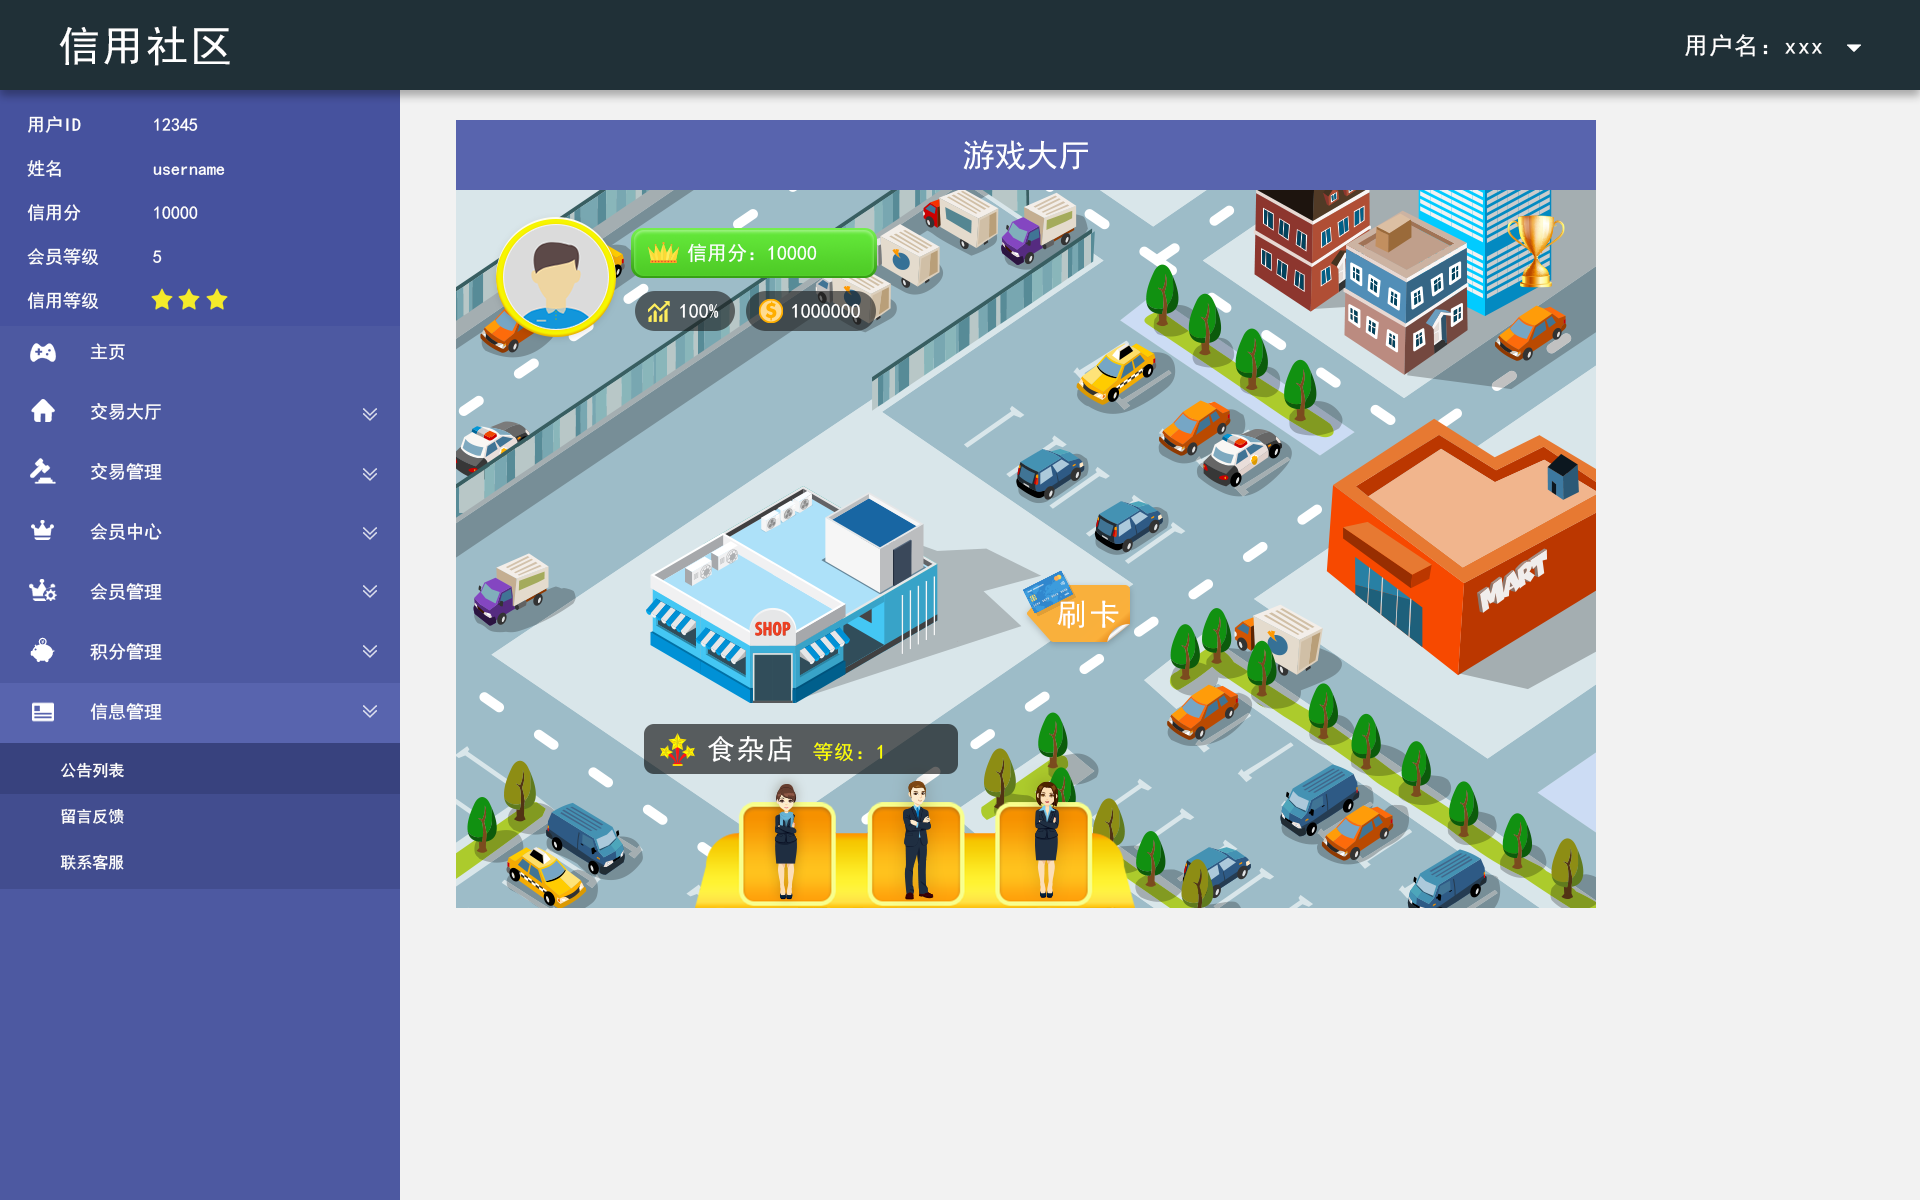 信用社区
用户名：xxx
用户ID 12345
姓名 username
信用分 10000
会员等级 5
信用等级
主页
交易大厅
交易管理
会员中心
会员管理
积分管理
信息管理
公告列表
留言反馈
联系客服
游戏大厅
信用分：10000
100% 1000000
MART
刷卡
SHOP
食杂店 等级：1